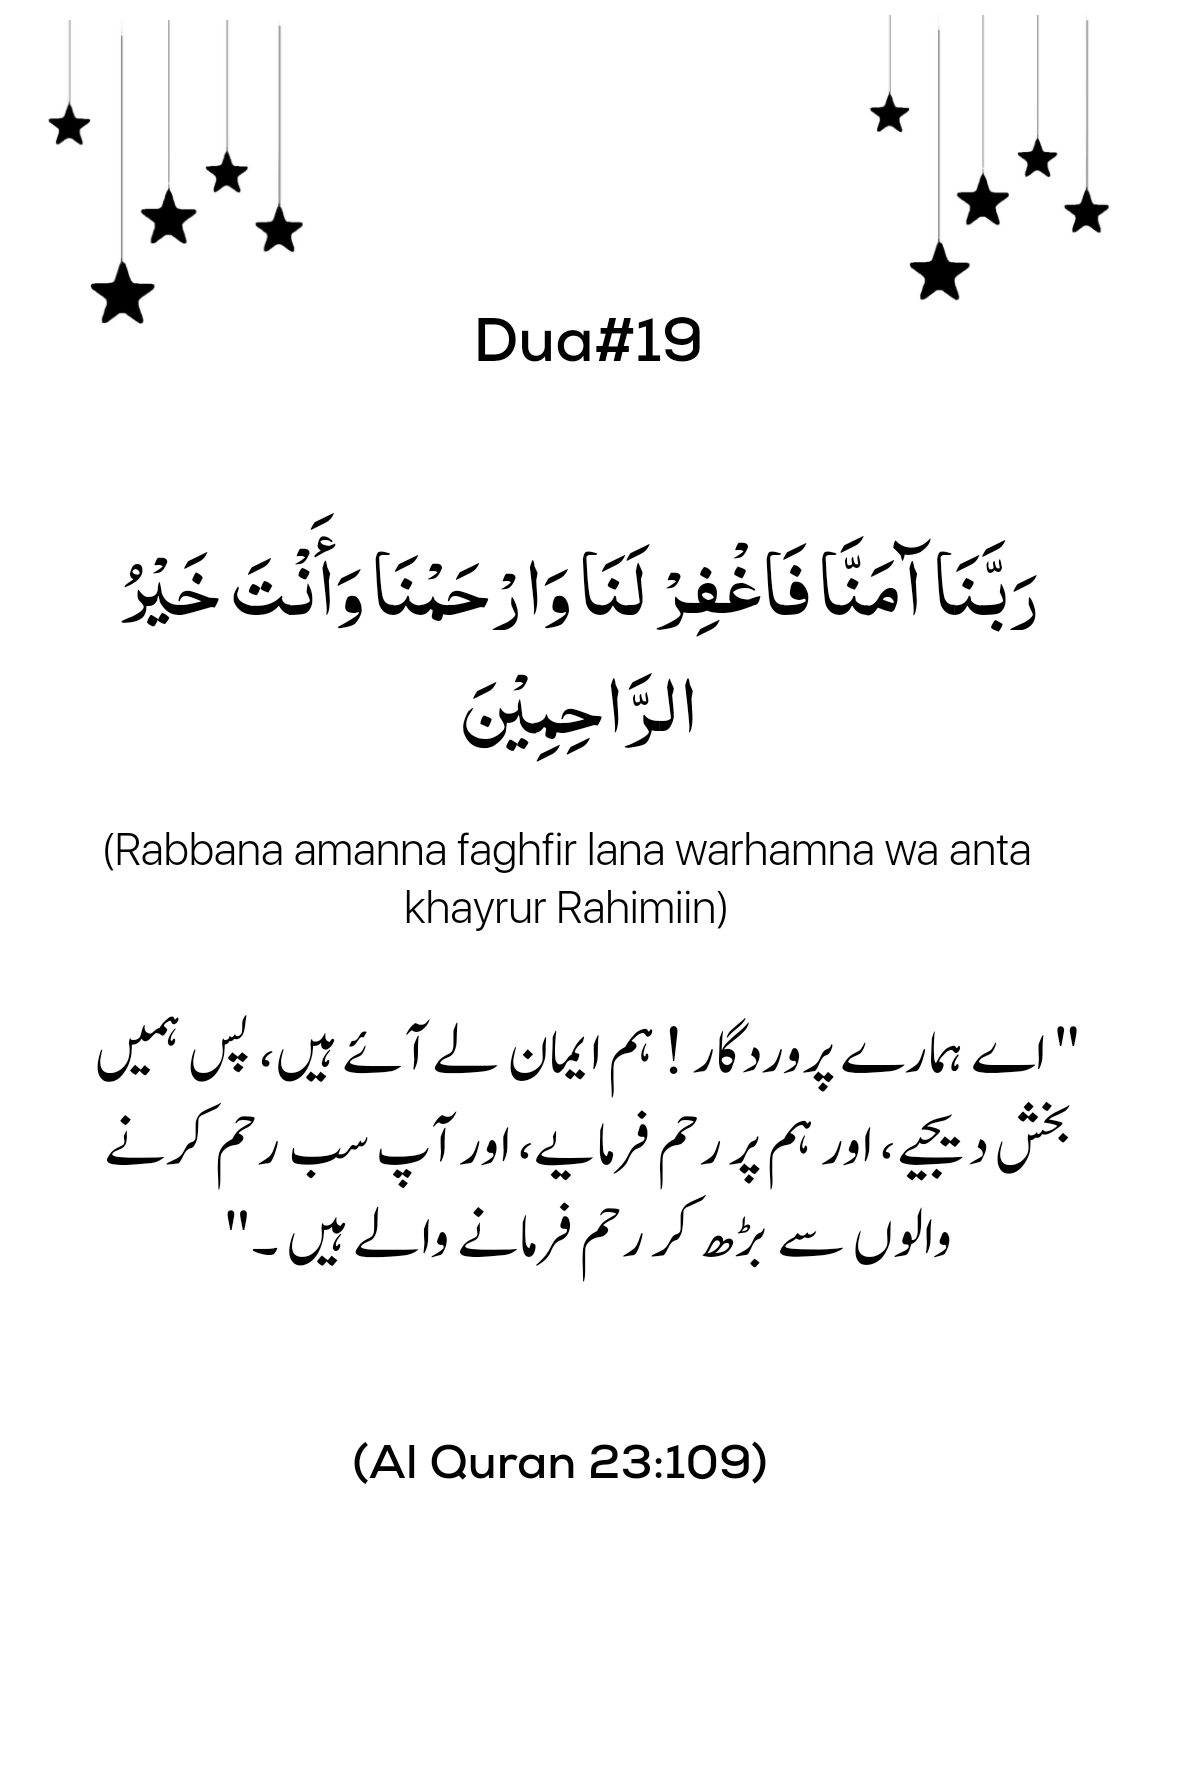 Dua#19
رَبَّنَا آمَنَّا فَاغْفِرْ لَنَا وَارْحَمْنَا وَأَنْتَ خَيْرُ
الرَّاحِمِيْنَ
(Rabbana amanna faghfir lana warhamna wa anta
khayrur Rahimiin)
"اے ہمارے پروردگار! ہم ایمان لے آئے ہیں، پس ہمیں
بخش دیجیے، اور ہم پر رحم فرمایے، اور آپ سب رحم کرنے
والوں سے بڑھ کر رحم فرمانے والے ہیں۔"
(Al Quran 23:109)